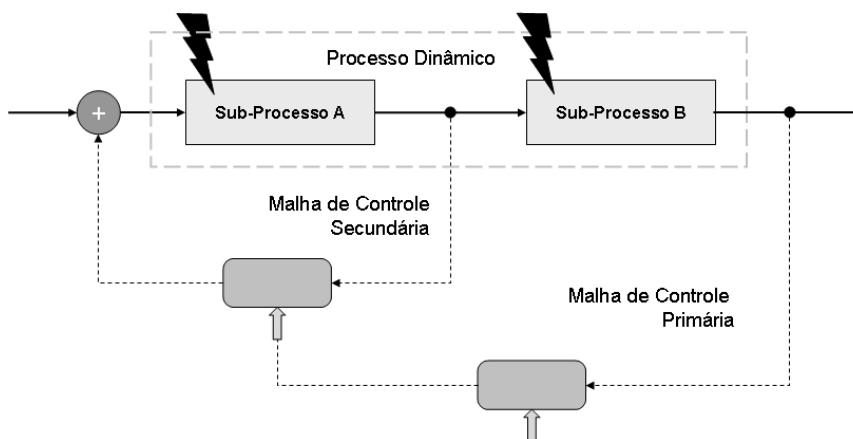 Processo Dinâmico
+
Sub-Processo A
Sub-Processo B
Malha de Controle
Secundária
Malha de Controle
Primária